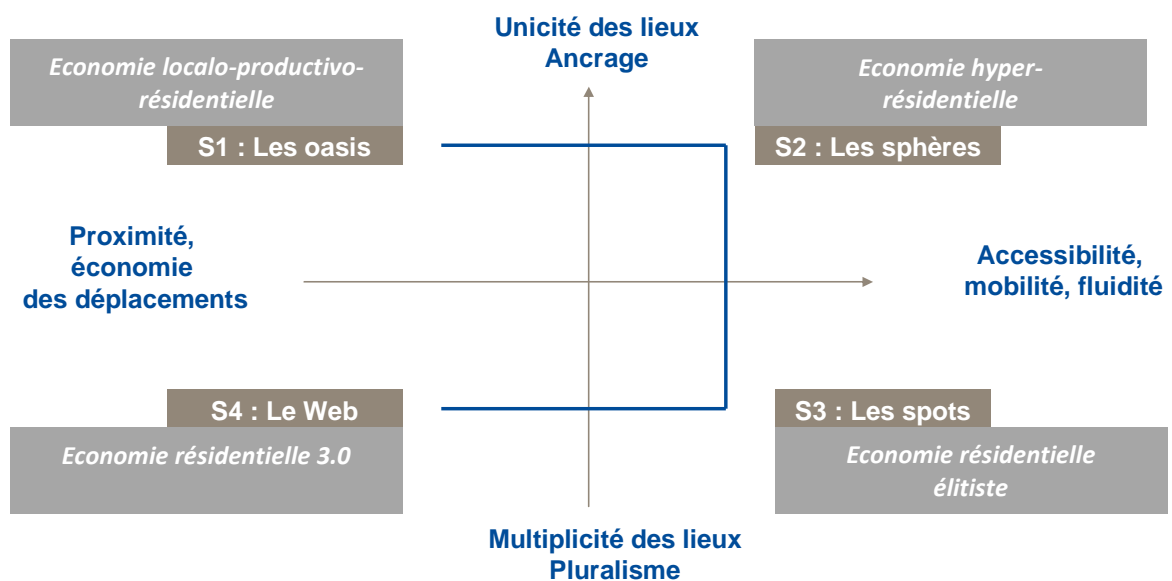 Unicité des lieux
Ancrage
Economie localo-productivo-
résidentielle
S1 : Les oasis
Economie hyper-
résidentielle
S2 : Les sphères
Proximité,
économie
des déplacements
Accessibilité,
mobilité, fluidité
S4 : Le Web
Economie résidentielle 3.0
S3 : Les spots
Economie résidentielle
élitiste
Multiplicité des lieux
Pluralisme